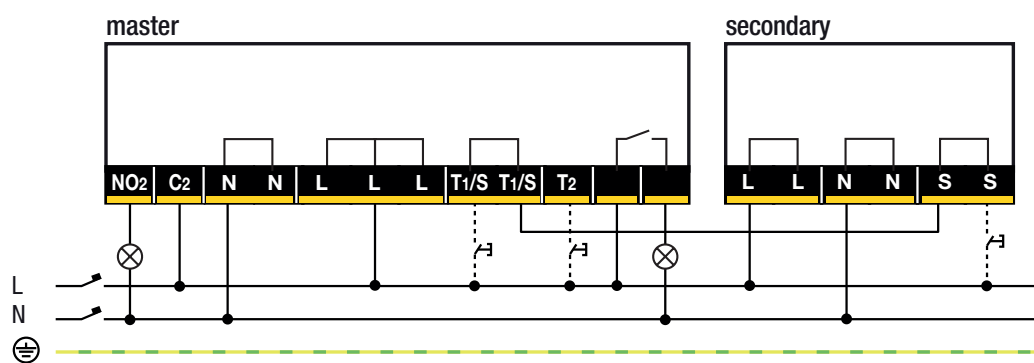 master
secondary
NO2 C2 N N L L L T1/S T1/S T2
L L N N S S
L
N